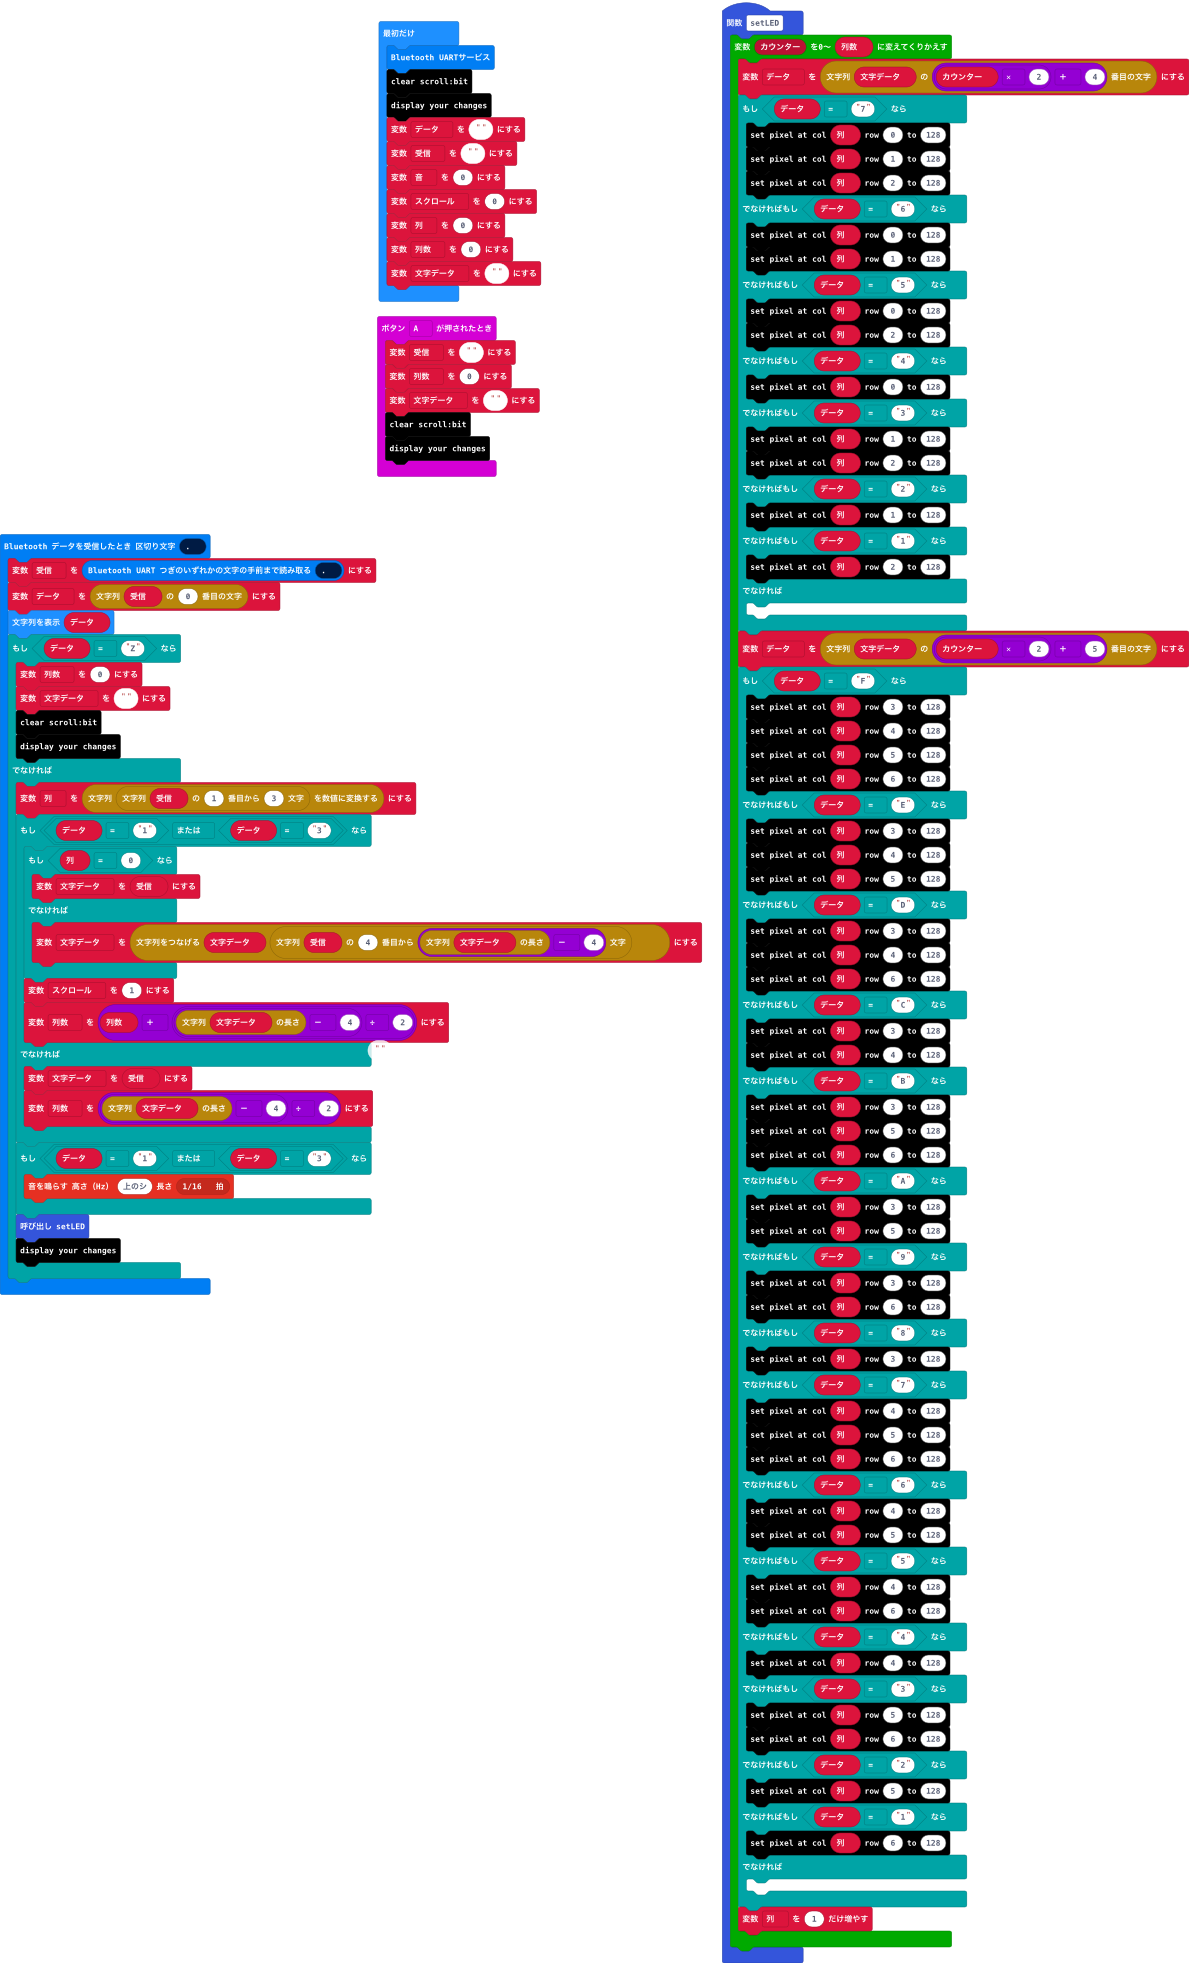 最初だけ
Bluetooth UARTサービス
clear scroll:bit
display your changes
変数 データ を "" にする
変数 受信 を "" にする
変数 音 を 0 にする
変数 スクロール を 0 にする
変数 列 を 0 にする
変数 列数 を 0 にする
変数 文字データ を "" にする
ボタン A が押されたとき
変数 受信 を "" にする
変数 列数 を 0 にする
変数 文字データ を "" にする
clear scroll:bit
display your changes
Bluetooth データを受信したとき 区切り文字 .
変数 受信 を Bluetooth UART つぎのいずれかの文字の手前まで読み取る . にする
変数 データ を 文字列 受信 の 0 番目の文字 にする
文字列を表示 データ
もし データ = "Z" なら
変数 列数 を 0 にする
変数 文字データ を "" にする
clear scroll:bit
display your changes
でなければ
変数 列 を 文字列 文字列 受信 の 1 番目から 3 文字 を数値に変換する にする
もし データ = "1" または データ = "3" なら
もし 列 = 0 なら
変数 文字データ を 受信 にする
でなければ
変数 文字データ を 文字列をつなげる 文字データ 文字列 受信 の 4 番目から 文字列 文字データ の長さ − 4 文字 にする
変数 スクロール を 1 にする
変数 列数 を 列数 + 文字列 文字データ の長さ − 4 ÷ 2 にする
でなければ
""
変数 文字データ を 受信 にする
変数 列数 を 文字列 文字データ の長さ − 4 ÷ 2 にする
もし データ = "1" または データ = "3" なら
音を鳴らす 高さ (Hz) 上のシ 長さ 1/16 拍
呼び出し setLED
display your changes
関数 setLED
変数 カウンター を0〜 列数 に変えてくりかえす
変数 データ を 文字列 文字データ の カウンター × 2 + 4 番目の文字 にする
もし データ = "7" なら
set pixel at col 列 row 0 to 128
set pixel at col 列 row 1 to 128
set pixel at col 列 row 2 to 128
でなければもし データ = "6" なら
set pixel at col 列 row 0 to 128
set pixel at col 列 row 1 to 128
でなければもし データ = "5" なら
set pixel at col 列 row 0 to 128
set pixel at col 列 row 2 to 128
でなければもし データ = "4" なら
set pixel at col 列 row 0 to 128
でなければもし データ = "3" なら
set pixel at col 列 row 1 to 128
set pixel at col 列 row 2 to 128
でなければもし データ = "2" なら
set pixel at col 列 row 1 to 128
でなければもし データ = "1" なら
set pixel at col 列 row 2 to 128
でなければ
変数 データ を 文字列 文字データ の カウンター × 2 + 5 番目の文字 にする
もし データ = "F" なら
set pixel at col 列 row 3 to 128
set pixel at col 列 row 4 to 128
set pixel at col 列 row 5 to 128
set pixel at col 列 row 6 to 128
でなければもし データ = "E" なら
set pixel at col 列 row 3 to 128
set pixel at col 列 row 4 to 128
set pixel at col 列 row 5 to 128
でなければもし データ = "D" なら
set pixel at col 列 row 3 to 128
set pixel at col 列 row 4 to 128
set pixel at col 列 row 6 to 128
でなければもし データ = "C" なら
set pixel at col 列 row 3 to 128
set pixel at col 列 row 4 to 128
でなければもし データ = "B" なら
set pixel at col 列 row 3 to 128
set pixel at col 列 row 5 to 128
set pixel at col 列 row 6 to 128
でなければもし データ = "A" なら
set pixel at col 列 row 3 to 128
set pixel at col 列 row 5 to 128
でなければもし データ = "9" なら
set pixel at col 列 row 3 to 128
set pixel at col 列 row 6 to 128
でなければもし データ = "8" なら
set pixel at col 列 row 3 to 128
でなければもし データ = "7" なら
set pixel at col 列 row 4 to 128
set pixel at col 列 row 5 to 128
set pixel at col 列 row 6 to 128
でなければもし データ = "6" なら
set pixel at col 列 row 4 to 128
set pixel at col 列 row 5 to 128
でなければもし データ = "5" なら
set pixel at col 列 row 4 to 128
set pixel at col 列 row 6 to 128
でなければもし データ = "4" なら
set pixel at col 列 row 4 to 128
でなければもし データ = "3" なら
set pixel at col 列 row 5 to 128
set pixel at col 列 row 6 to 128
でなければもし データ = "2" なら
set pixel at col 列 row 5 to 128
でなければもし データ = "1" なら
set pixel at col 列 row 6 to 128
でなければ
変数 列 を 1 だけ増やす